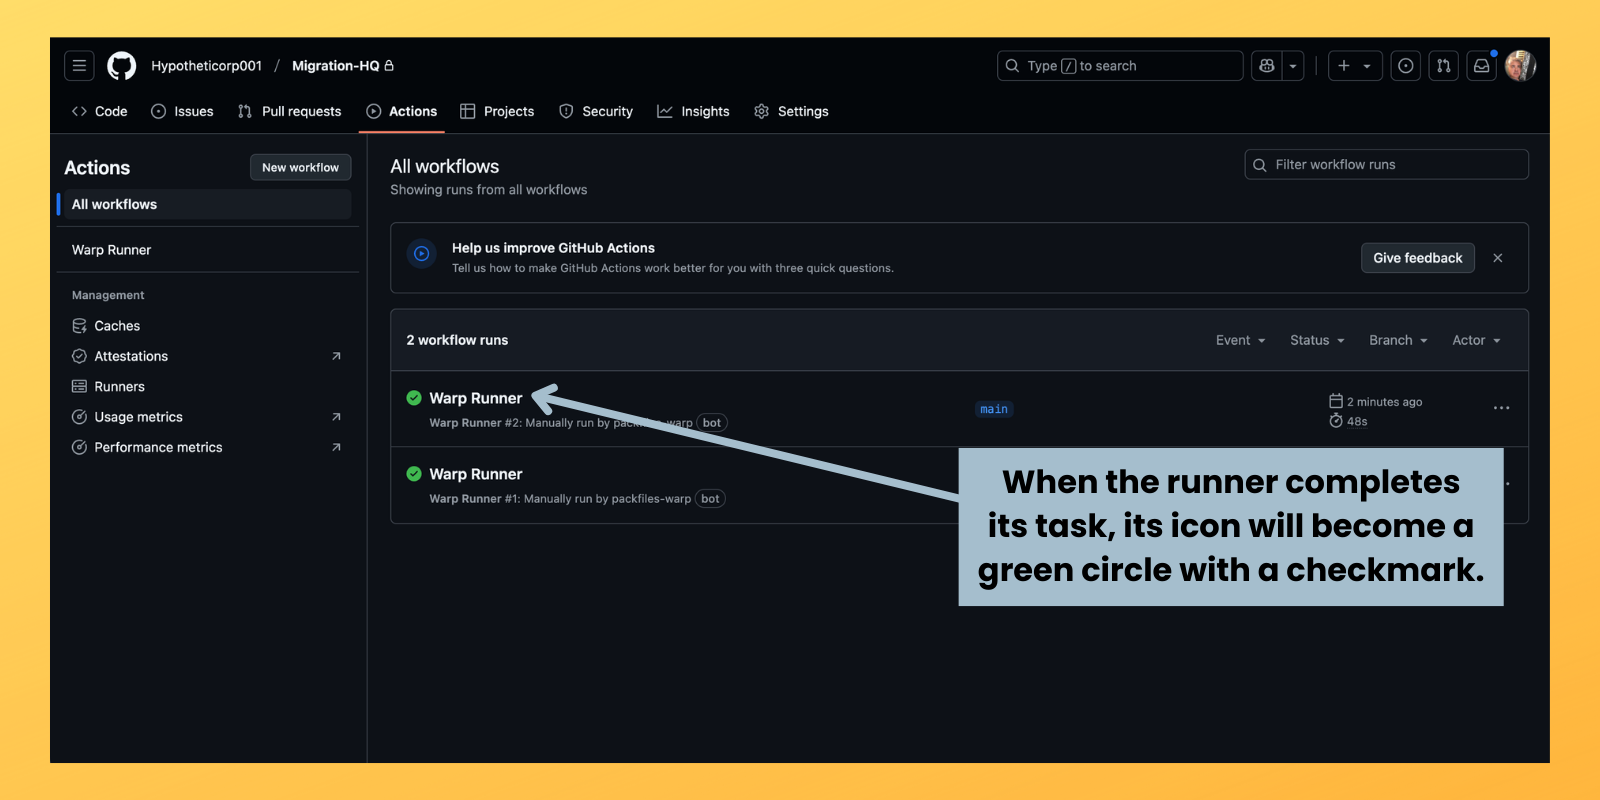 Hypotheticorp001 / Migration-HQ
Type / to search
Code
Issues
Pull requests
Actions
Projects
Security
Insights
Settings
Actions
New workflow
All workflows
Warp Runner
Management
Caches
Attestations
Runners
Usage metrics
Performance metrics
All workflows
Showing runs from all workflows
Filter workflow runs
Help us improve GitHub Actions
Tell us how to make GitHub Actions work better for you with three quick questions.
Give feedback
2 workflow runs
Event
Status
Branch
Actor
Warp Runner
Warp Runner #2: Manually run by packfiles-warp bot
main
2 minutes ago
48s
Warp Runner
Warp Runner #1: Manually run by packfiles-warp bot
When the runner completes
its task, its icon will become a
green circle with a checkmark.